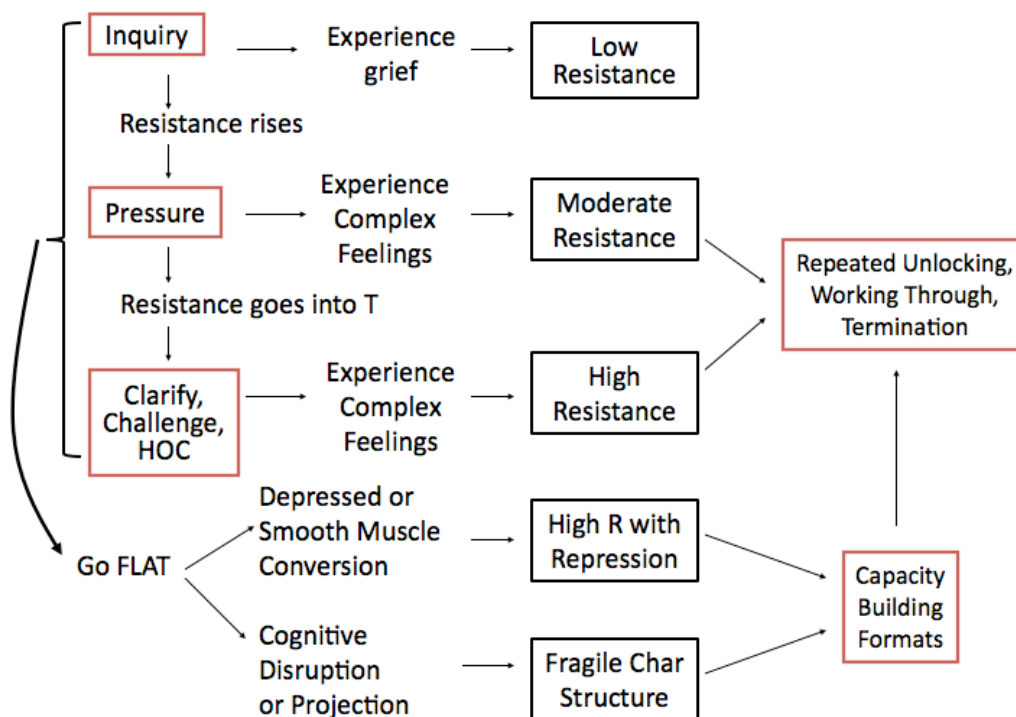 Inquiry
Experience
grief
Low
Resistance
Resistance rises
Pressure
Experience
Complex
Feelings
Moderate
Resistance
Repeated Unlocking,
Working Through,
Termination
Resistance goes into T
Clarify,
Challenge,
HOC
Experience
Complex
Feelings
High
Resistance
Go FLAT
Depressed or
Smooth Muscle
Conversion
High R with
Repression
Capacity
Building
Formats
Cognitive
Disruption
or Projection
Fragile Char
Structure